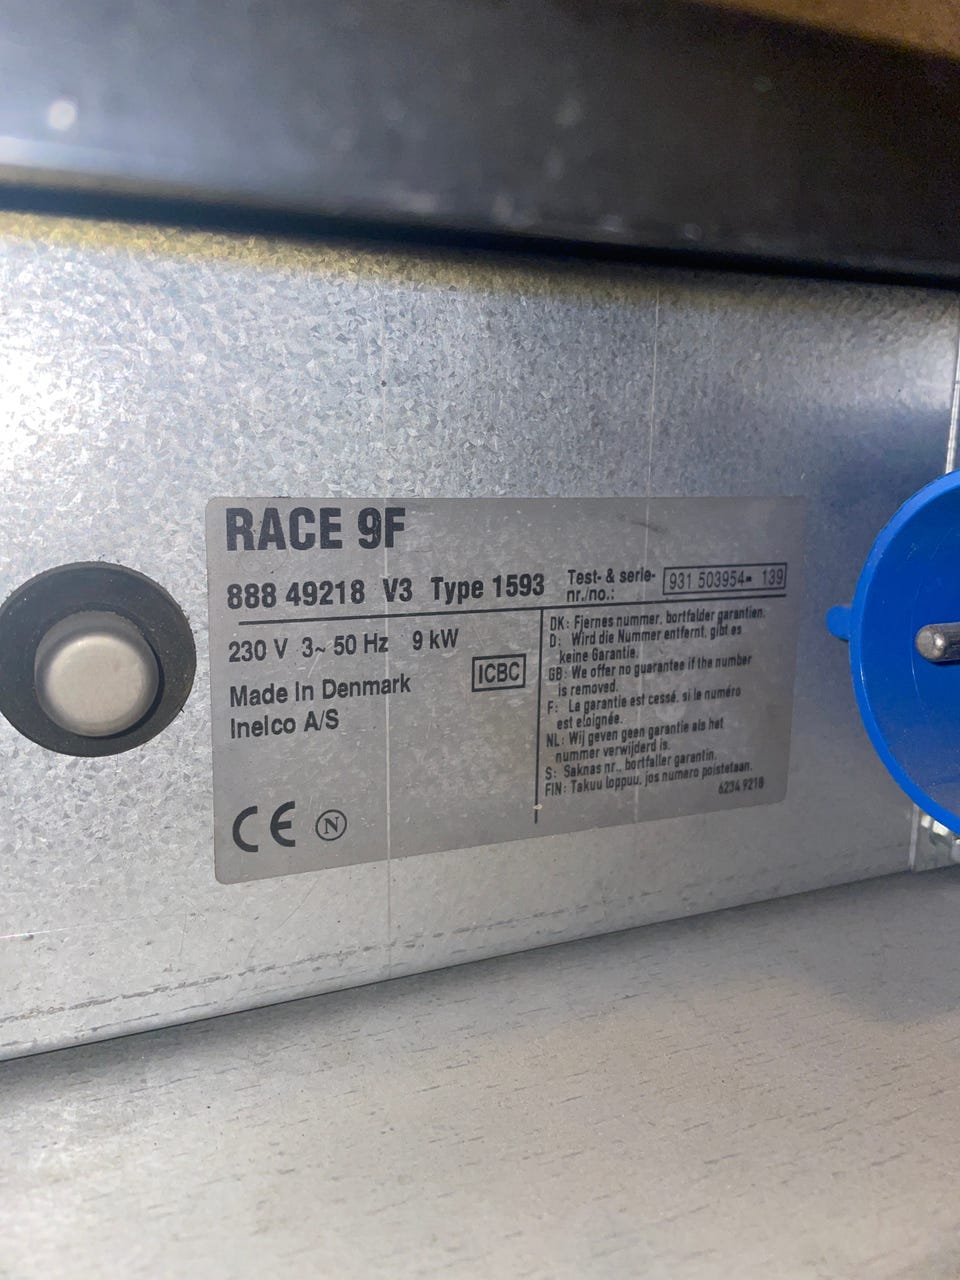 RACE 9F
888 49218 V3 Type 1593
Test- & serie-
nr./no.:
931 503954- 139
230 V 3~ 50 Hz 9 kW
Made In Denmark
Inelco A/S
ICBC
CE N
DK: Fjernes nummer, bortfalder garantien.
D: Wird die Nummer entfernt, gibt es
keine Garantie.
GB: We offer no guarantee if the number
is removed.
F: La garantie est cessé, si le numéro
est eloignée.
NL: Wij geven geen garantie als het
nummer verwijderd is.
S: Saknas nr., bortfaller garantin.
FIN: Takuu loppuu, jos numero poistetaan.
6234 9218